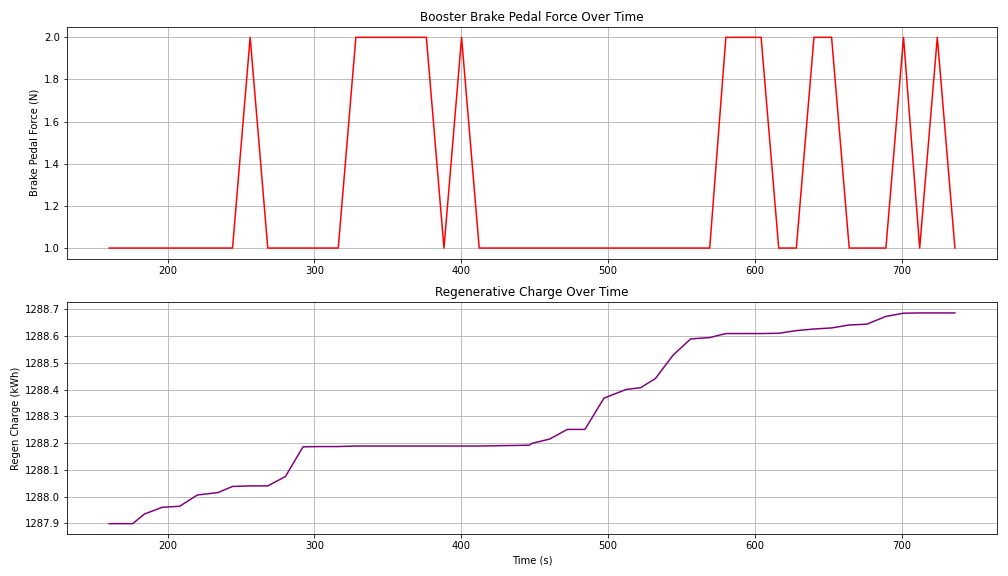 Booster Brake Pedal Force Over Time
Brake Pedal Force (N)
2.0
1.8
1.6
1.4
1.2
1.0
200 300 400 500 600 700
Regenerative Charge Over Time
Regen Charge (kWh)
1288.7
1288.6
1288.5
1288.4
1288.3
1288.2
1288.1
1288.0
1287.9
200 300 400 500 600 700
Time (s)